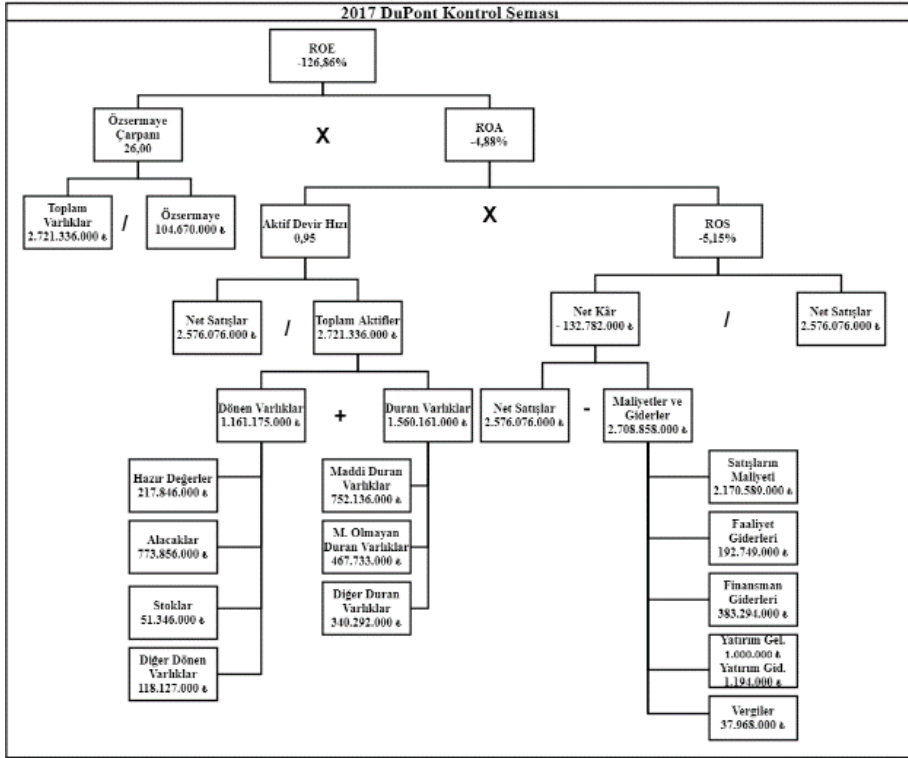 2017 DuPont Kontrol Şeması
ROE
-126,86%
Özsermaye
Çarpanı
26,00
X
ROA
-4,88%
Toplam
Varlıklar
2.721.336.000 ₺
/
Özsermaye
104.670.000 ₺
Aktif Devir Hızı
0,95
X
ROS
-5,15%
Net Satışlar
2.576.076.000 ₺
/
Toplam Aktifler
2.721.336.000 ₺
Net Kâr
- 132.782.000 ₺
/
Net Satışlar
2.576.076.000 ₺
Dönen Varlıklar
1.161.175.000 ₺
+
Duran Varlıklar
1.560.161.000 ₺
Net Satışlar
2.576.076.000 ₺
-
Maliyetler ve
Giderler
2.708.858.000 ₺
Hazır Değerler
217.846.000 ₺
Alacaklar
773.856.000 ₺
Stoklar
51.346.000 ₺
Diğer Dönen
Varlıklar
118.127.000 ₺
Maddi Duran
Varlıklar
752.136.000 ₺
M. Olmayan
Duran Varlıklar
467.733.000 ₺
Diğer Duran
Varlıklar
340.292.000 ₺
Satışların
Maliyeti
2.170.589.000 ₺
Faaliyet
Giderleri
192.749.000 ₺
Finansman
Giderleri
383.294.000 ₺
Yatırım Gel.
1.000.000 ₺
Yatırım Gid.
1.194.000 ₺
Vergiler
37.968.000 ₺